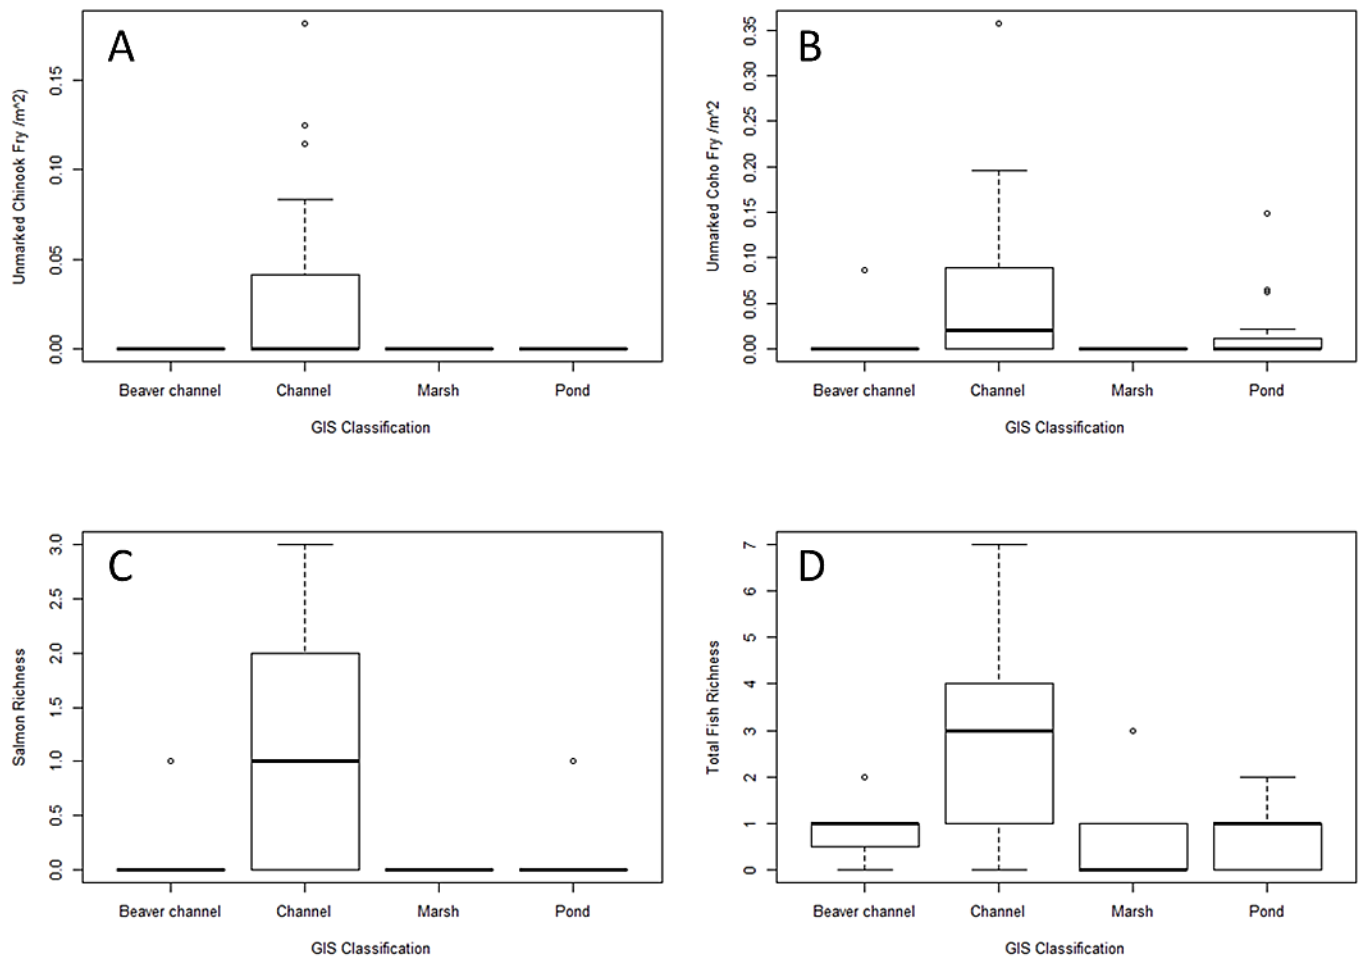 A
Unmarked Chinook Fry /m^2)
0.15
0.10
0.05
0.00
Beaver channel Channel Marsh Pond
GIS Classification
B
Unmarked Coho Fry /m^2
0.35
0.30
0.25
0.20
0.15
0.10
0.05
0.00
Beaver channel Channel Marsh Pond
GIS Classification
C
Salmon Richness
3.0
2.5
2.0
1.5
1.0
0.5
0.0
Beaver channel Channel Marsh Pond
GIS Classification
D
Total Fish Richness
7
6
5
4
3
2
1
0
Beaver channel Channel Marsh Pond
GIS Classification